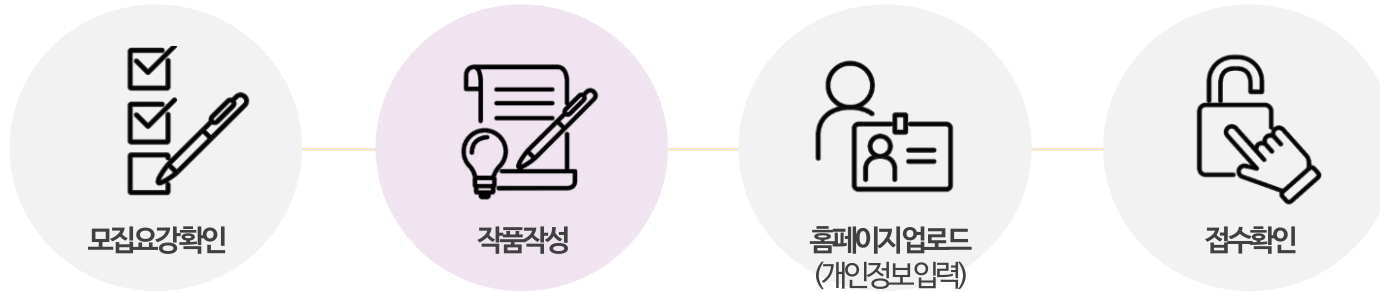 모집요강확인
작품작성
홈페이지업로드
(개인정보 입력)
접수확인